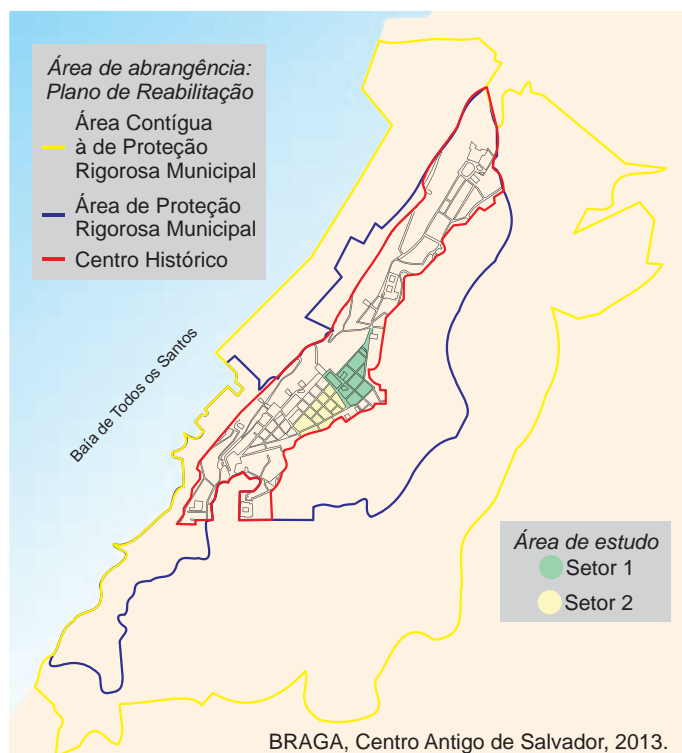 Área de abrangência:
Plano de Reabilitação
Área Contígua
à de Proteção
Rigorosa Municipal
Área de Proteção
Rigorosa Municipal
Centro Histórico
Baía de Todos os Santos
Área de estudo
Setor 1
Setor 2
BRAGA, Centro Antigo de Salvador, 2013.